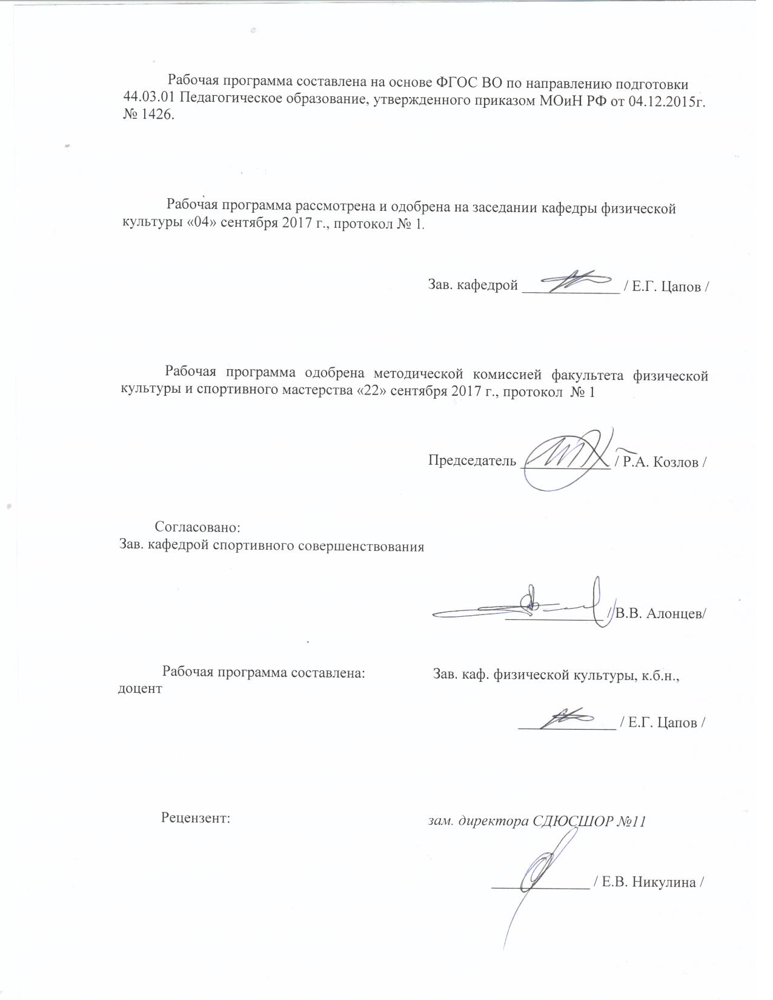 Рабочая программа составлена на основе ФГОС ВО по направлению подготовки
44.03.01 Педагогическое образование, утвержденного приказом МОиН РФ от 04.12.2015г.
№ 1426.
Рабочая программа рассмотрена и одобрена на заседании кафедры физической
культуры «04» сентября 2017 г., протокол № 1.
Зав. кафедрой _____________ / Е.Г. Цапов /
Рабочая программа одобрена методической комиссией факультета физической
культуры и спортивного мастерства «22» сентября 2017 г., протокол № 1
Председатель ____________ / Р.А. Козлов /
Согласовано:
Зав. кафедрой спортивного совершенствования
_____________ / В.В. Алонцев/
Рабочая программа составлена: Зав. каф. физической культуры, к.б.н.,
доцент
_____________ / Е.Г. Цапов /
Рецензент: зам. директора СДЮСШОР №11
_____________ / Е.В. Никулина /